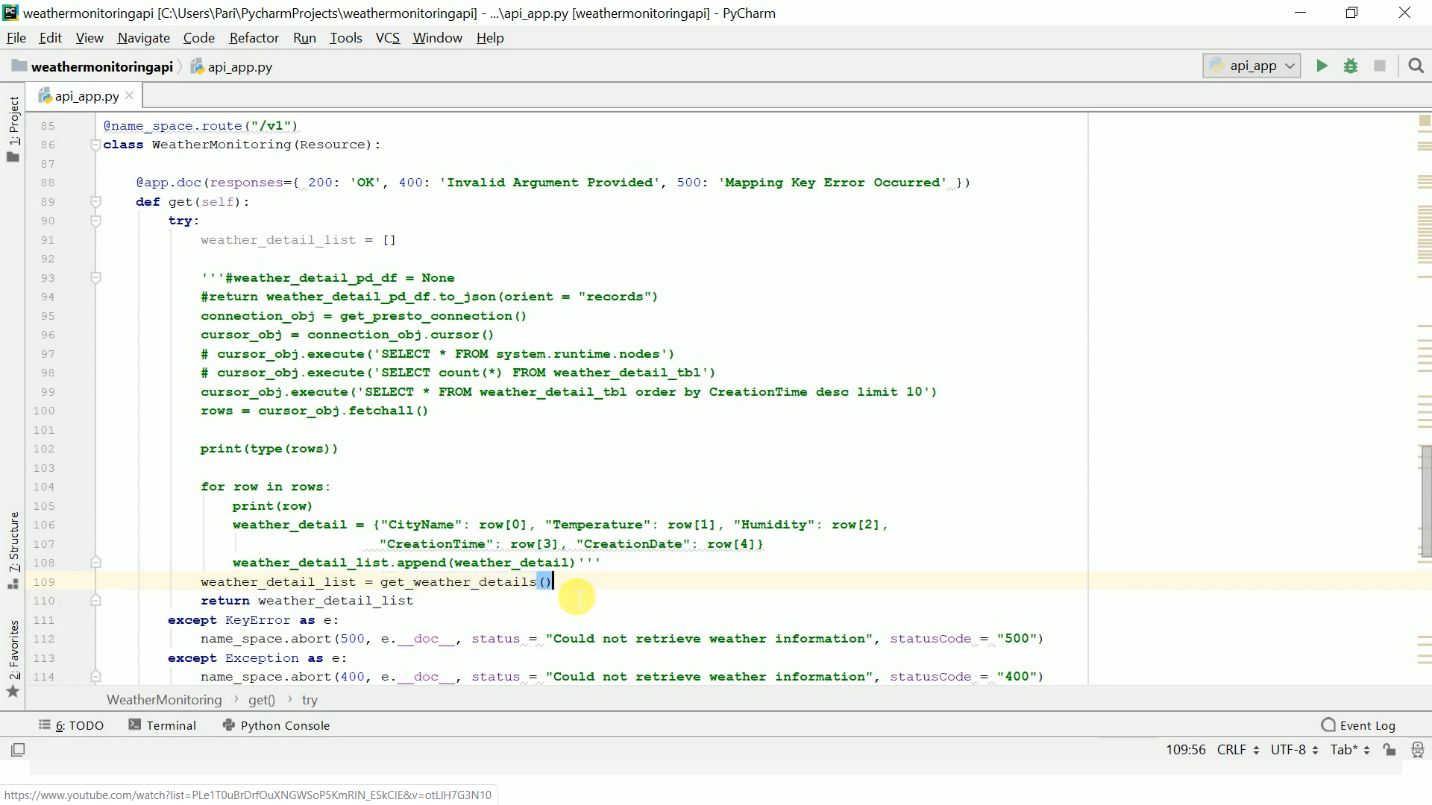 weathermonitoringapi [C:\Users\Pari\PycharmProjects\weathermonitoringapi] - ...\api_app.py [weathermonitoringapi] - PyCharm
File Edit View Navigate Code Refactor Run Tools VCS Window Help
weathermonitoringapi api_app.py api_app
api_app.py
1: Project
Z: Structure
2: Favorites
85 @name_space.route("/v1")
86 class WeatherMonitoring(Resource):
87
88 @app.doc(responses={ 200: 'OK', 400: 'Invalid Argument Provided', 500: 'Mapping Key Error Occurred' })
89 def get(self):
90 try:
91 weather_detail_list = []
92
93 '''#weather_detail_pd_df = None
94 #return weather_detail_pd_df.to_json(orient = "records")
95 connection_obj = get_presto_connection()
96 cursor_obj = connection_obj.cursor()
97 # cursor_obj.execute('SELECT * FROM system.runtime.nodes')
98 # cursor_obj.execute('SELECT count(*) FROM weather_detail_tbl')
99 cursor_obj.execute('SELECT * FROM weather_detail_tbl order by CreationTime desc limit 10')
100 rows = cursor_obj.fetchall()
101
102 print(type(rows))
103
104 for row in rows:
105 print(row)
106 weather_detail = {"CityName": row[0], "Temperature": row[1], "Humidity": row[2],
107 "CreationTime": row[3], "CreationDate": row[4]}
108 weather_detail_list.append(weather_detail)'''
109 weather_detail_list = get_weather_details()
110 return weather_detail_list
111 except KeyError as e:
112 name_space.abort(500, e.__doc__, status = "Could not retrieve weather information", statusCode = "500")
113 except Exception as e:
114 name_space.abort(400, e.__doc__, status = "Could not retrieve weather information", statusCode = "400")
WeatherMonitoring › get() › try
6: TODO Terminal Python Console Event Log
109:56 CRLF UTF-8 Tab*
https://www.youtube.com/watch?list=PLe1T0uBrDrfOuXNGWSoP5KmRIN_ESkCIE&v=otLIH7G3N10